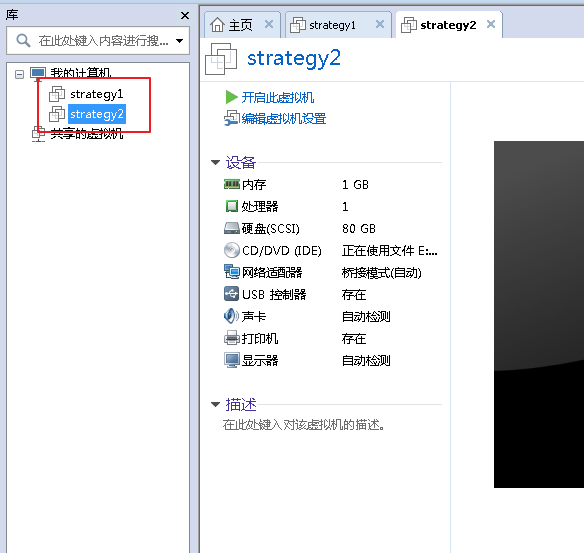 库
主页
strategy1
strategy2
在此处键入内容进行搜...
我的计算机
strategy1
strategy2
共享的虚拟机
strategy2
开启此虚拟机
编辑虚拟机设置
设备
内存 1 GB
处理器 1
硬盘(SCSI) 80 GB
CD/DVD (IDE) 正在使用文件 E:...
网络适配器 桥接模式(自动)
USB 控制器 存在
声卡 自动检测
打印机 存在
显示器 自动检测
描述
在此处键入对该虚拟机的描述。